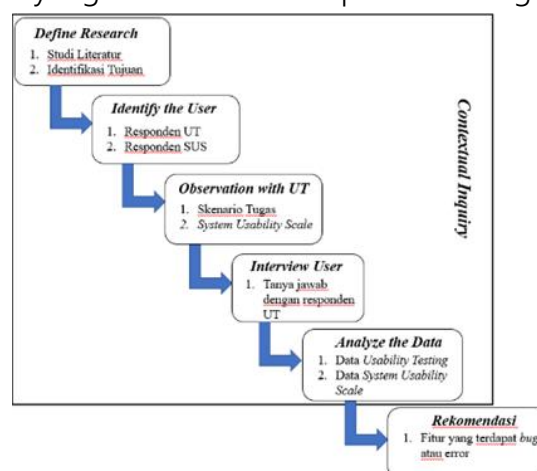 Define Research
1. Studi Literatur
2. Identifikasi Tujuan
Identify the User
1. Responden UT
2. Responden SUS
Observation with UT
1. Skenario Tugas
2. System Usability Scale
Interview User
1. Tanya jawab
dengan responden
UT
Analyze the Data
1. Data Usability Testing
2. Data System Usability
Scale
Rekomendasi
1. Fitur yang terdapat bug
atau error
Contextual Inquiry